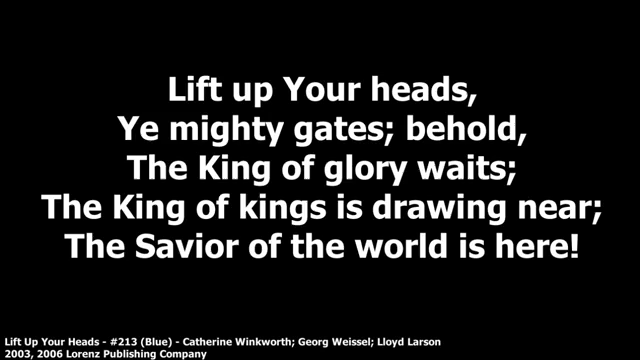 Lift up Your heads,
Ye mighty gates; behold,
The King of glory waits;
The King of kings is drawing near;
The Savior of the world is here!
Lift Up Your Heads - #213 (Blue) - Catherine Winkworth; Georg Weissel; Lloyd Larson
2003, 2006 Lorenz Publishing Company